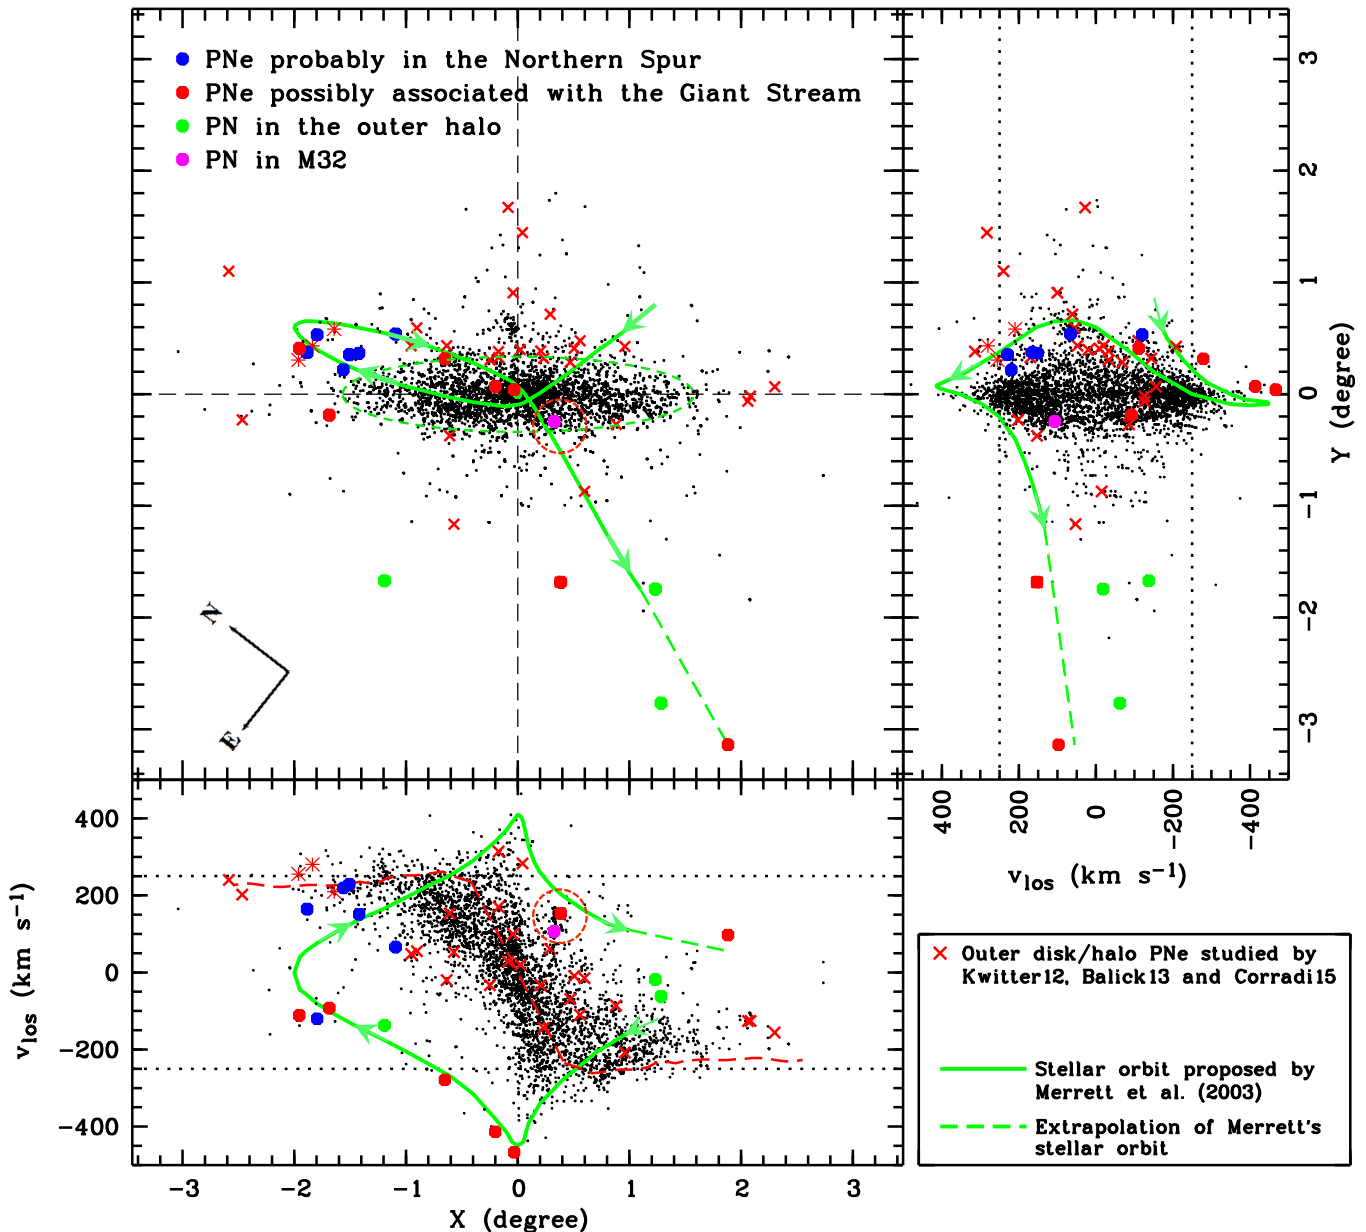 PNe probably in the Northern Spur
PNe possibly associated with the Giant Stream
PN in the outer halo
PN in M32
N
E
3
2
1
0
-1
-2
-3
Y (degree)
400
200
0
-200
-400
v_los (km s⁻¹)
400
200
0
-200
-400
v_los (km s⁻¹)
-3
-2
-1
0
1
2
3
X (degree)
Outer disk/halo PNe studied by
Kwitter12, Balick13 and Corradi15
Stellar orbit proposed by
Merrett et al. (2003)
Extrapolation of Merrett's
stellar orbit